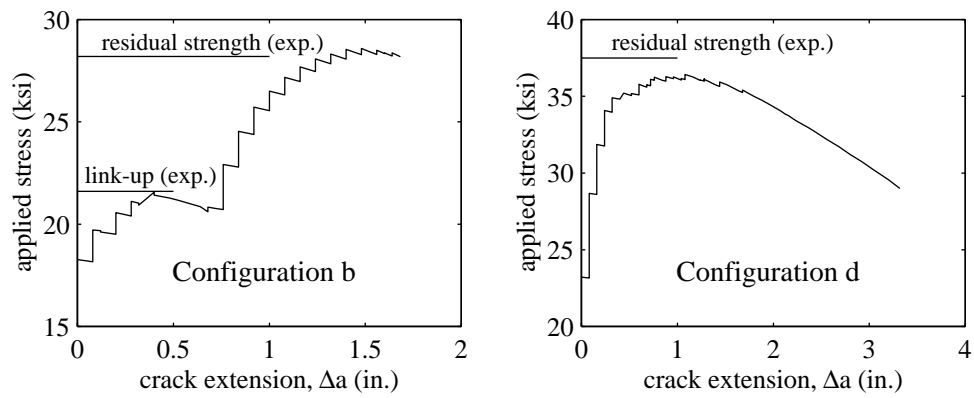 30
25
20
15
applied stress (ksi)
residual strength (exp.)
link-up (exp.)
Configuration b
0
0.5
1
1.5
2
crack extension, Δa (in.)
40
35
30
25
20
applied stress (ksi)
residual strength (exp.)
Configuration d
0
1
2
3
4
crack extension, Δa (in.)